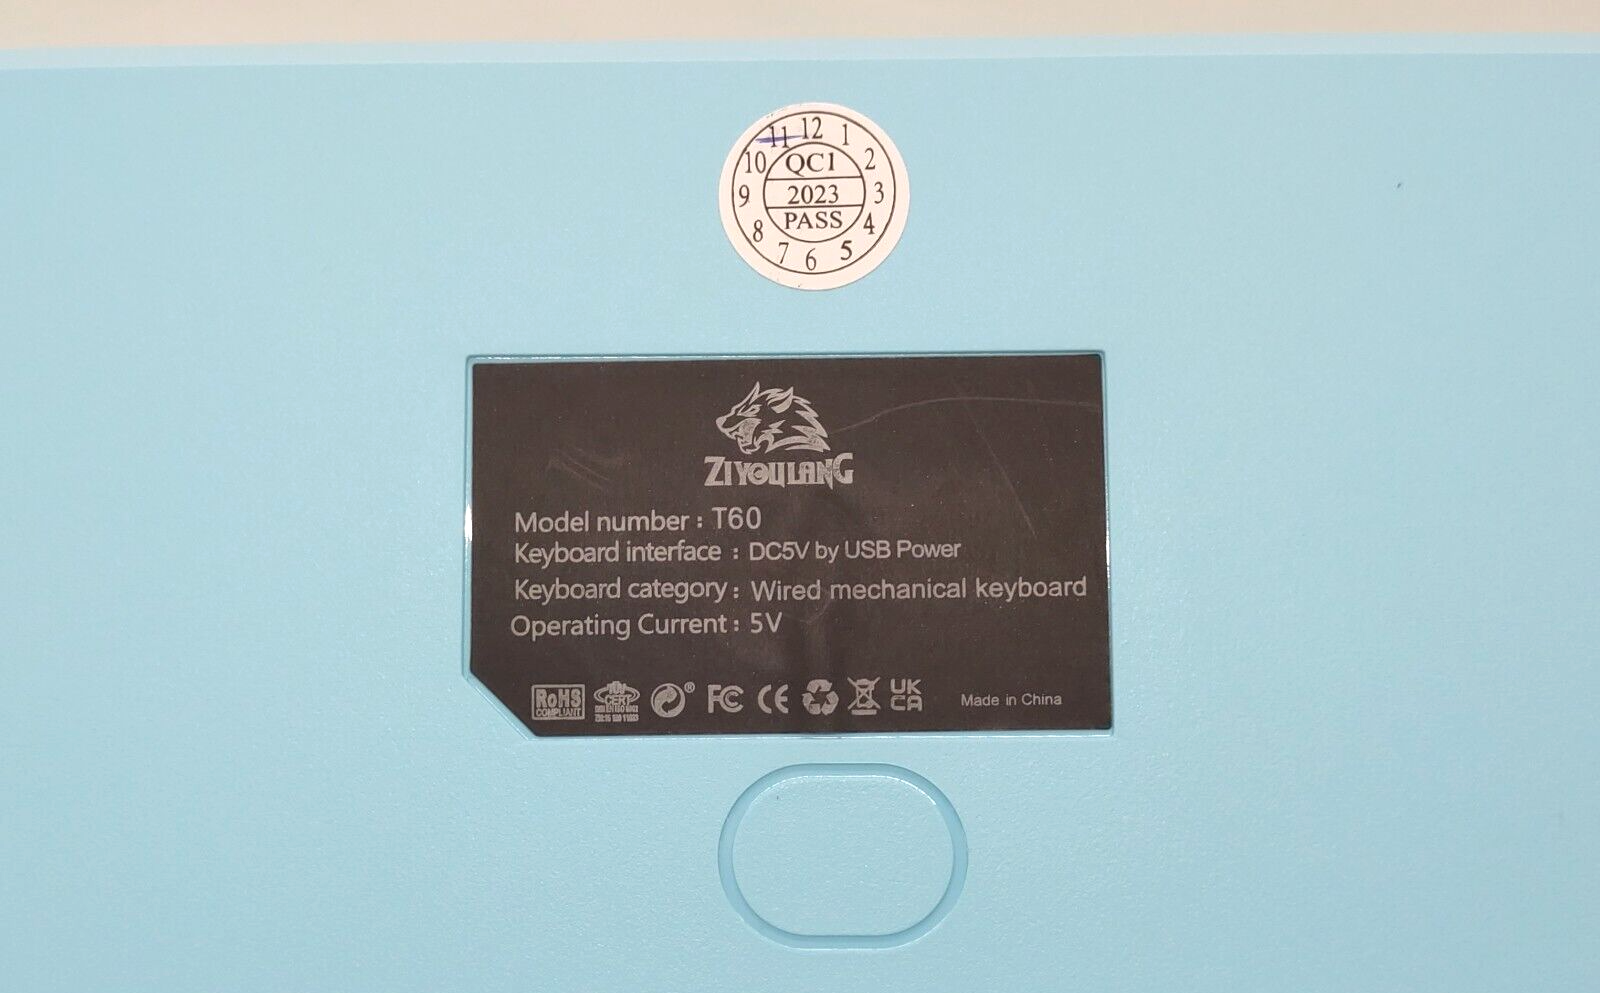 11 12 1
10 QC1 2
9 2023 3
8 PASS 4
7 6 5
ZIYOULANG
Model number : T60
Keyboard interface : DC5V by USB Power
Keyboard category : Wired mechanical keyboard
Operating Current : 5V
RoHS
COMPLIANT
CERT
® FC CE UK
CA
Made in China